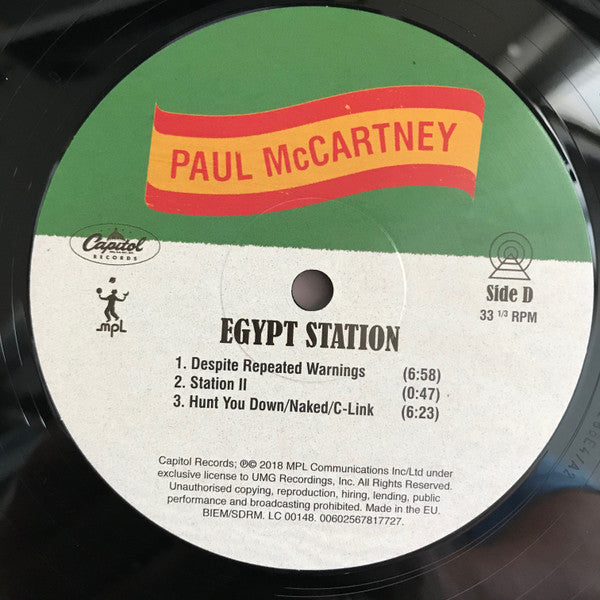 PAUL McCARTNEY
Capitol
RECORDS
mpL
Side D
33 1/3 RPM
EGYPT STATION
1. Despite Repeated Warnings (6:58)
2. Station II (0:47)
3. Hunt You Down/Naked/C-Link (6:23)
Capitol Records; ℗© 2018 MPL Communications Inc/Ltd under
exclusive license to UMG Recordings, Inc. All Rights Reserved.
Unauthorised copying, reproduction, hiring, lending, public
performance and broadcasting prohibited. Made in the EU.
BIEM/SDRM. LC 00148. 00602567817727.